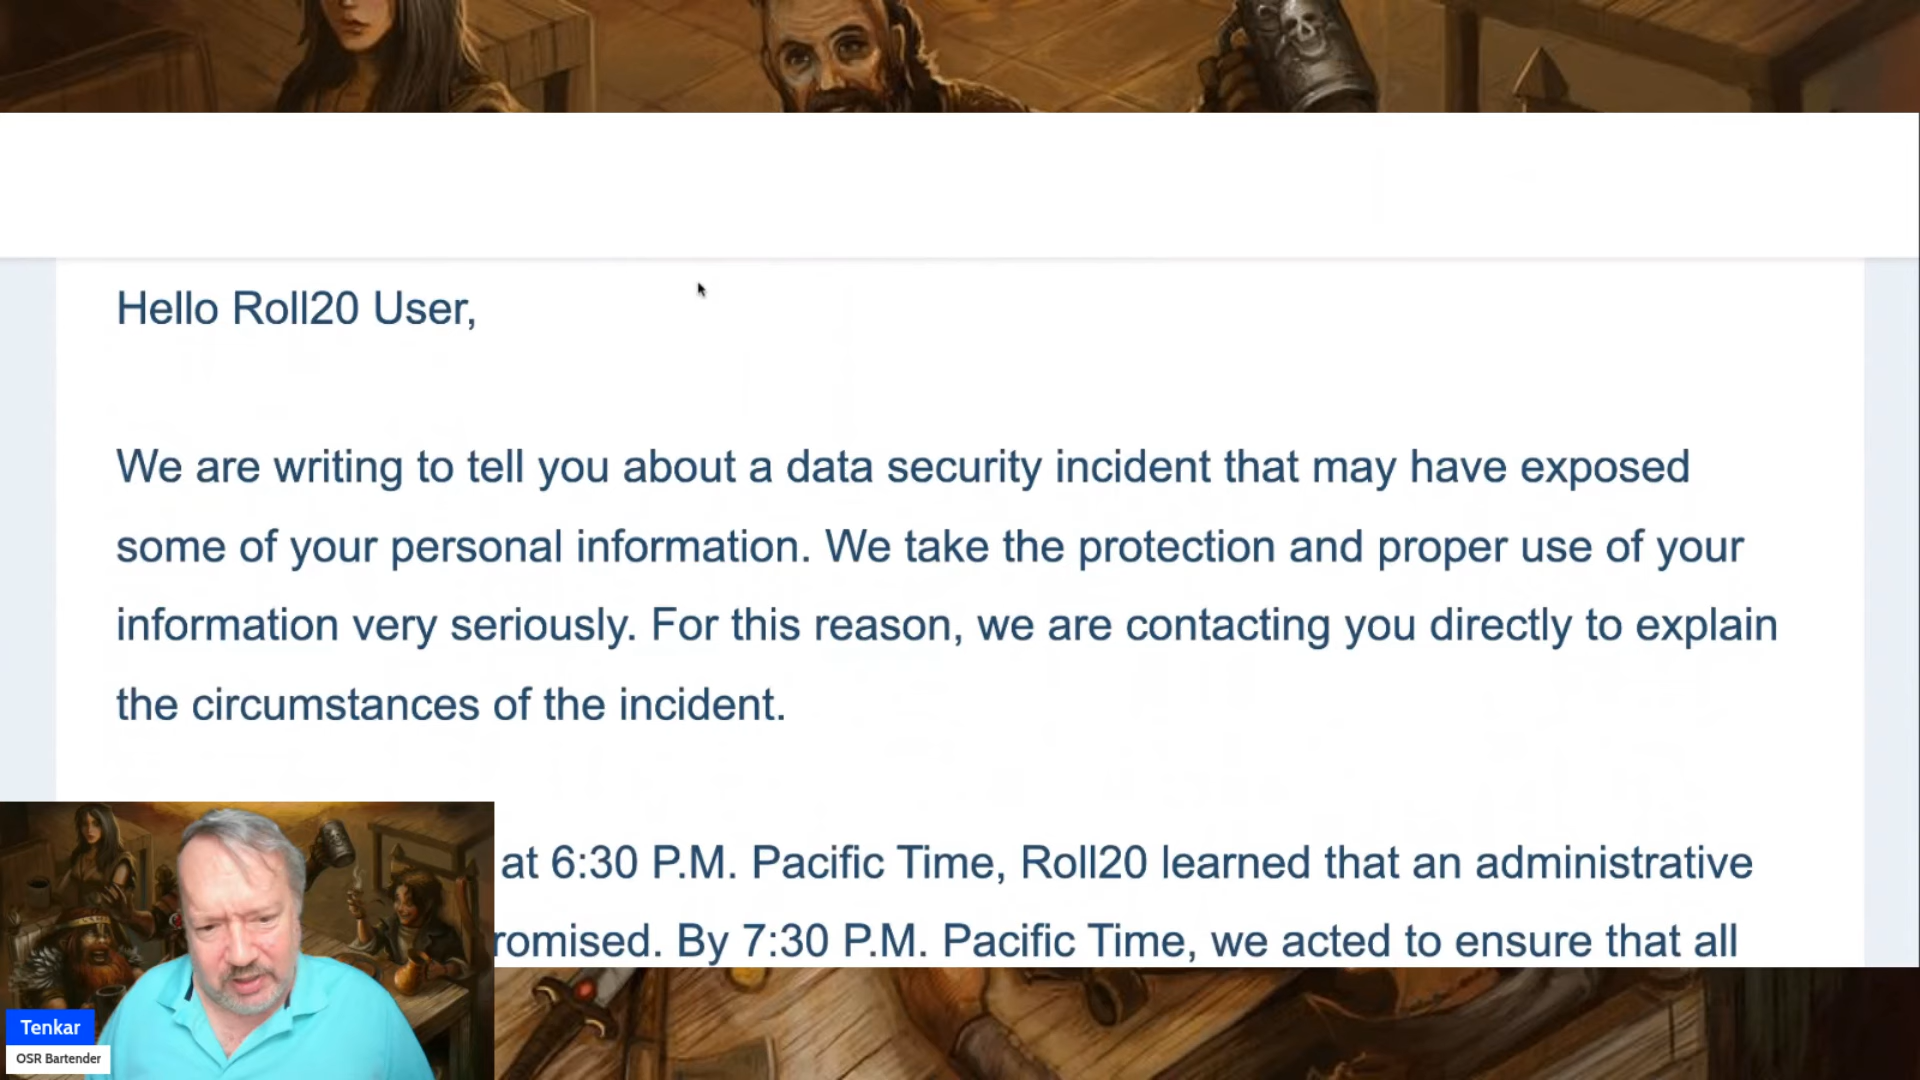 Hello Roll20 User,
We are writing to tell you about a data security incident that may have exposed
some of your personal information. We take the protection and proper use of your
information very seriously. For this reason, we are contacting you directly to explain
the circumstances of the incident.
at 6:30 P.M. Pacific Time, Roll20 learned that an administrative
romised. By 7:30 P.M. Pacific Time, we acted to ensure that all
Tenkar
OSR Bartender